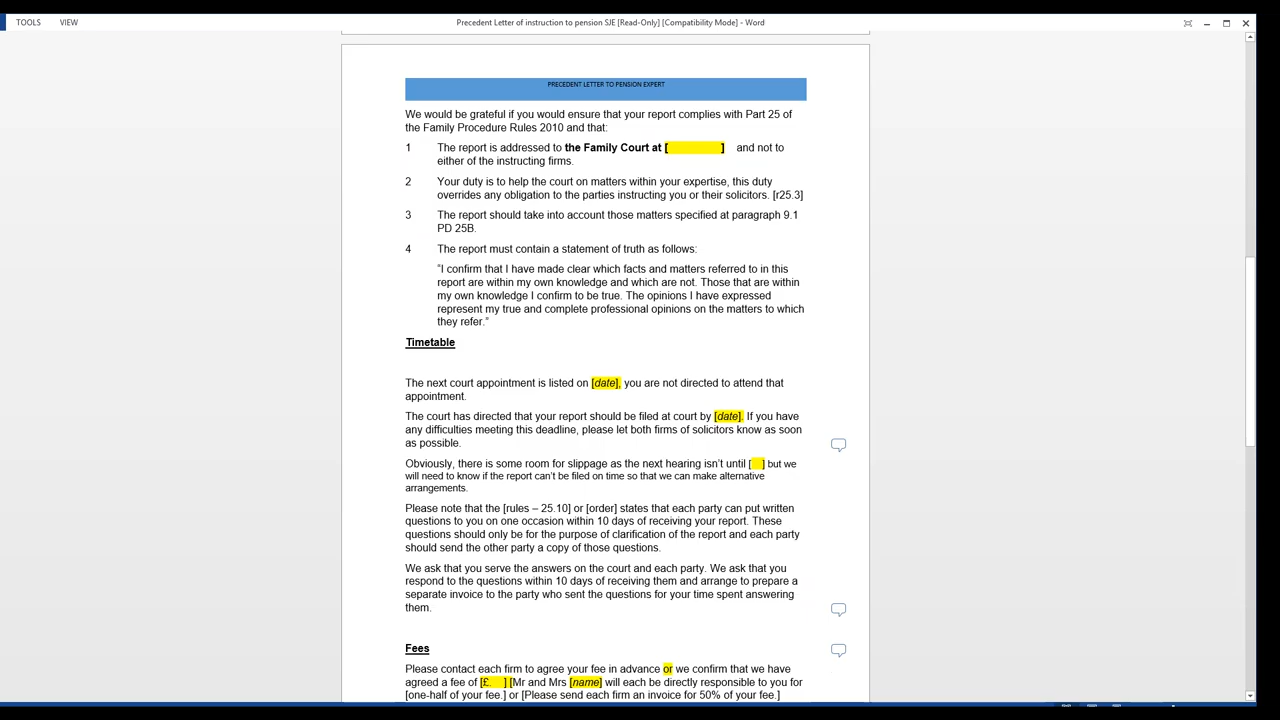 TOOLS VIEW Precedent Letter of instruction to pension SJE [Read-Only] [Compatibility Mode] - Word
PRECEDENT LETTER TO PENSION EXPERT
We would be grateful if you would ensure that your report complies with Part 25 of
the Family Procedure Rules 2010 and that:
1 The report is addressed to the Family Court at [ ] and not to
either of the instructing firms.
2 Your duty is to help the court on matters within your expertise, this duty
overrides any obligation to the parties instructing you or their solicitors. [r25.3]
3 The report should take into account those matters specified at paragraph 9.1
PD 25B.
4 The report must contain a statement of truth as follows:
“I confirm that I have made clear which facts and matters referred to in this
report are within my own knowledge and which are not. Those that are within
my own knowledge I confirm to be true. The opinions I have expressed
represent my true and complete professional opinions on the matters to which
they refer.”
Timetable
The next court appointment is listed on [date], you are not directed to attend that
appointment.
The court has directed that your report should be filed at court by [date]. If you have
any difficulties meeting this deadline, please let both firms of solicitors know as soon
as possible.
Obviously, there is some room for slippage as the next hearing isn’t until [ ] but we
will need to know if the report can’t be filed on time so that we can make alternative
arrangements.
Please note that the [rules – 25.10] or [order] states that each party can put written
questions to you on one occasion within 10 days of receiving your report. These
questions should only be for the purpose of clarification of the report and each party
should send the other party a copy of those questions.
We ask that you serve the answers on the court and each party. We ask that you
respond to the questions within 10 days of receiving them and arrange to prepare a
separate invoice to the party who sent the questions for your time spent answering
them.
Fees
Please contact each firm to agree your fee in advance or we confirm that we have
agreed a fee of [£. ] [Mr and Mrs [name] will each be directly responsible to you for
[one-half of your fee.] or [Please send each firm an invoice for 50% of your fee.]